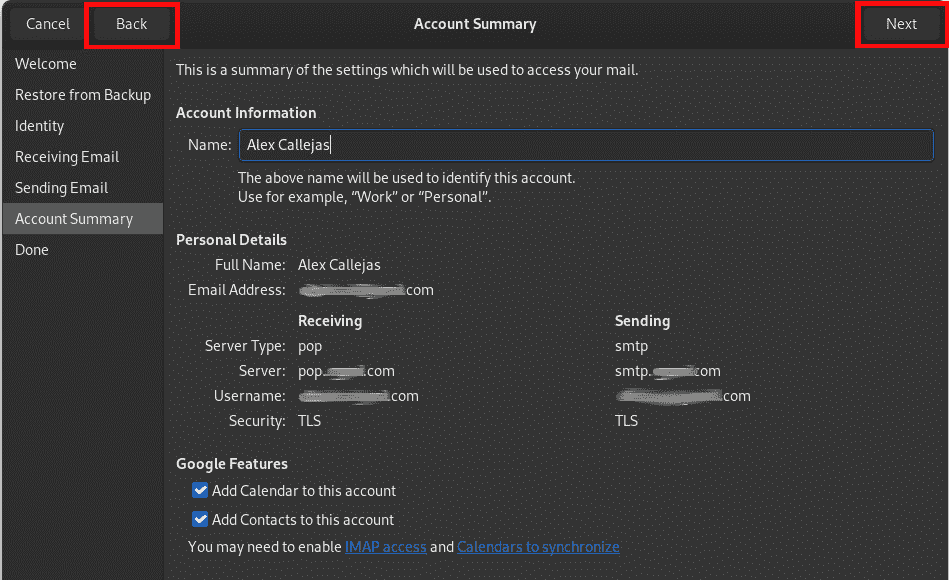 Cancel Back Account Summary Next
Welcome
Restore from Backup
Identity
Receiving Email
Sending Email
Account Summary
Done
This is a summary of the settings which will be used to access your mail.
Account Information
Name: Alex Callejas
The above name will be used to identify this account.
Use for example, “Work” or “Personal”.
Personal Details
Full Name: Alex Callejas
Email Address: .com
Receiving Sending
Server Type: pop smtp
Server: pop. .com smtp. .com
Username: .com .com
Security: TLS TLS
Google Features
Add Calendar to this account
Add Contacts to this account
You may need to enable IMAP access and Calendars to synchronize